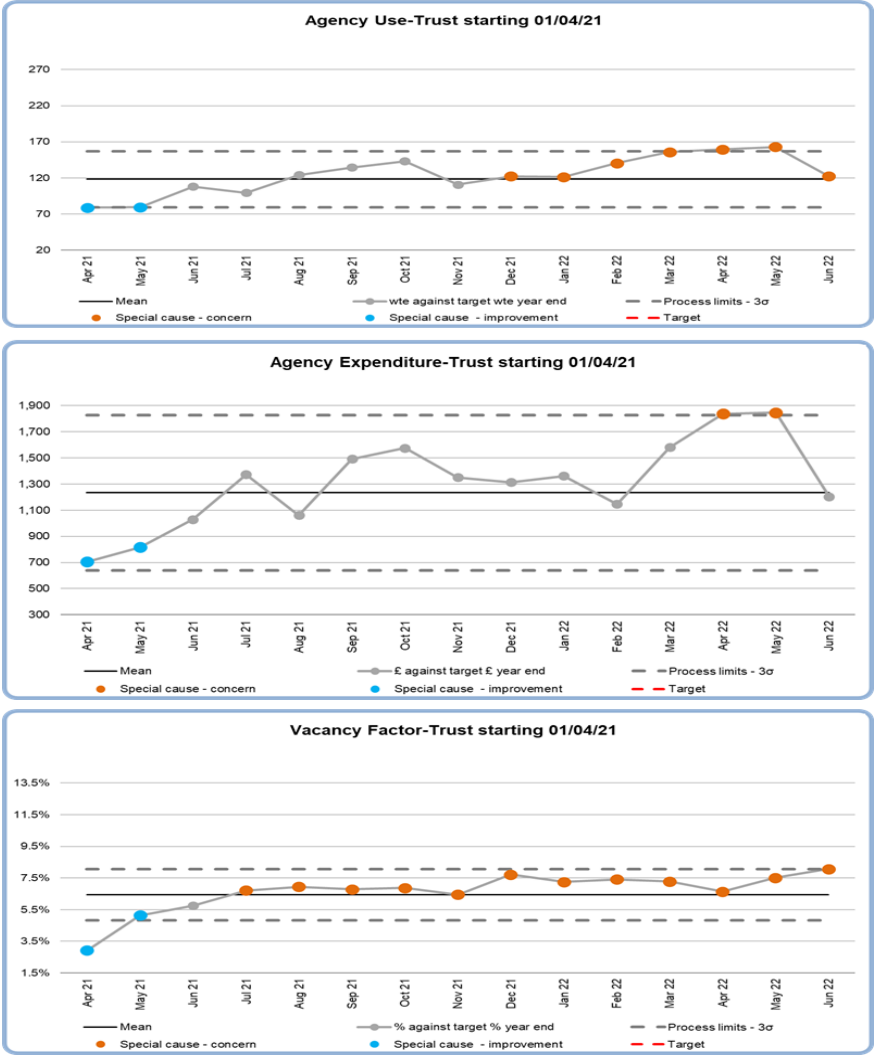 Agency Use-Trust starting 01/04/21
270
220
170
120
70
20
Apr 21 May 21 Jun 21 Jul 21 Aug 21 Sep 21 Oct 21 Nov 21 Dec 21 Jan 22 Feb 22 Mar 22 Apr 22 May 22 Jun 22
Mean wte against target wte year end Process limits - 3σ
Special cause - concern Special cause - improvement Target
Agency Expenditure-Trust starting 01/04/21
1,900
1,700
1,500
1,300
1,100
900
700
500
300
Apr 21 May 21 Jun 21 Jul 21 Aug 21 Sep 21 Oct 21 Nov 21 Dec 21 Jan 22 Feb 22 Mar 22 Apr 22 May 22 Jun 22
Mean £ against target £ year end Process limits - 3σ
Special cause - concern Special cause - improvement Target
Vacancy Factor-Trust starting 01/04/21
13.5%
11.5%
9.5%
7.5%
5.5%
3.5%
1.5%
Apr 21 May 21 Jun 21 Jul 21 Aug 21 Sep 21 Oct 21 Nov 21 Dec 21 Jan 22 Feb 22 Mar 22 Apr 22 May 22 Jun 22
Mean % against target % year end Process limits - 3σ
Special cause - concern Special cause - improvement Target